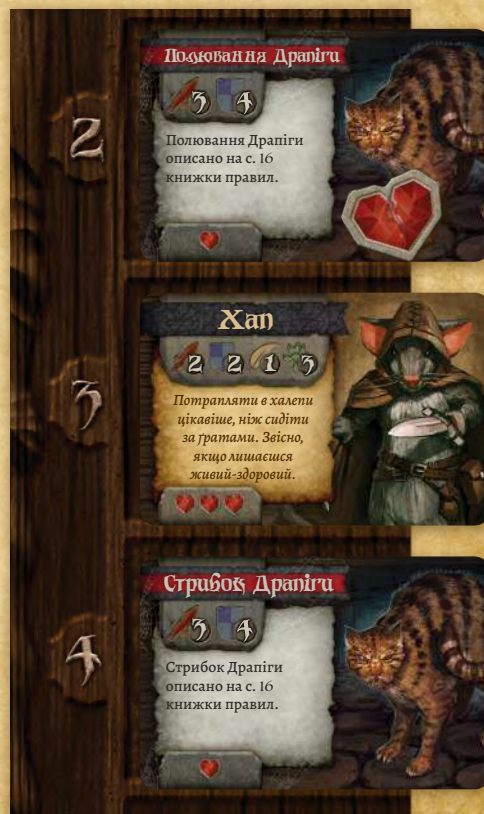 Полювання Драпіги
3 4
2
Полювання Драпіги
описано на с. 16
книжки правил.
Хап
2 2 1 3
3
Потрапляти в халепи
цікавіше, ніж сидіти
за ґратами. Звісно,
якщо лишаєшся
живий-здоровий.
Стрибок Драпіги
3 4
4
Стрибок Драпіги
описано на с. 16
книжки правил.